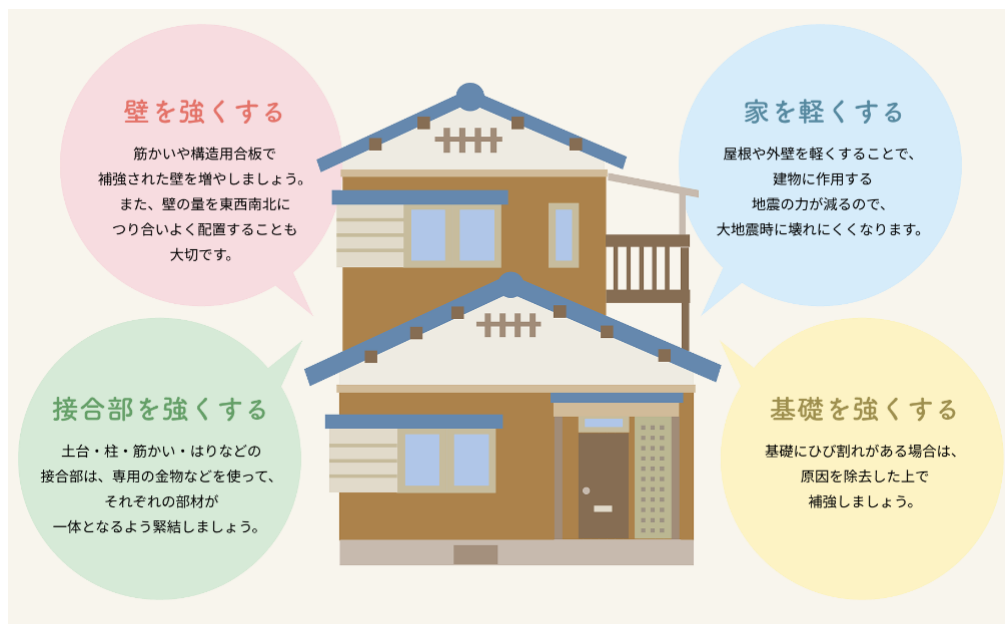 壁を強くする
筋かいや構造用合板で
補強された壁を増やしましょう。
また、壁の量を東西南北に
つり合いよく配置することも
大切です。
家を軽くする
屋根や外壁を軽くすることで、
建物に作用する
地震の力が減るので、
大地震時に壊れにくくなります。
接合部を強くする
土台・柱・筋かい・はりなどの
接合部は、専用の金物などを使って、
それぞれの部材が
一体となるよう緊結しましょう。
基礎を強くする
基礎にひび割れがある場合は、
原因を除去した上で
補強しましょう。